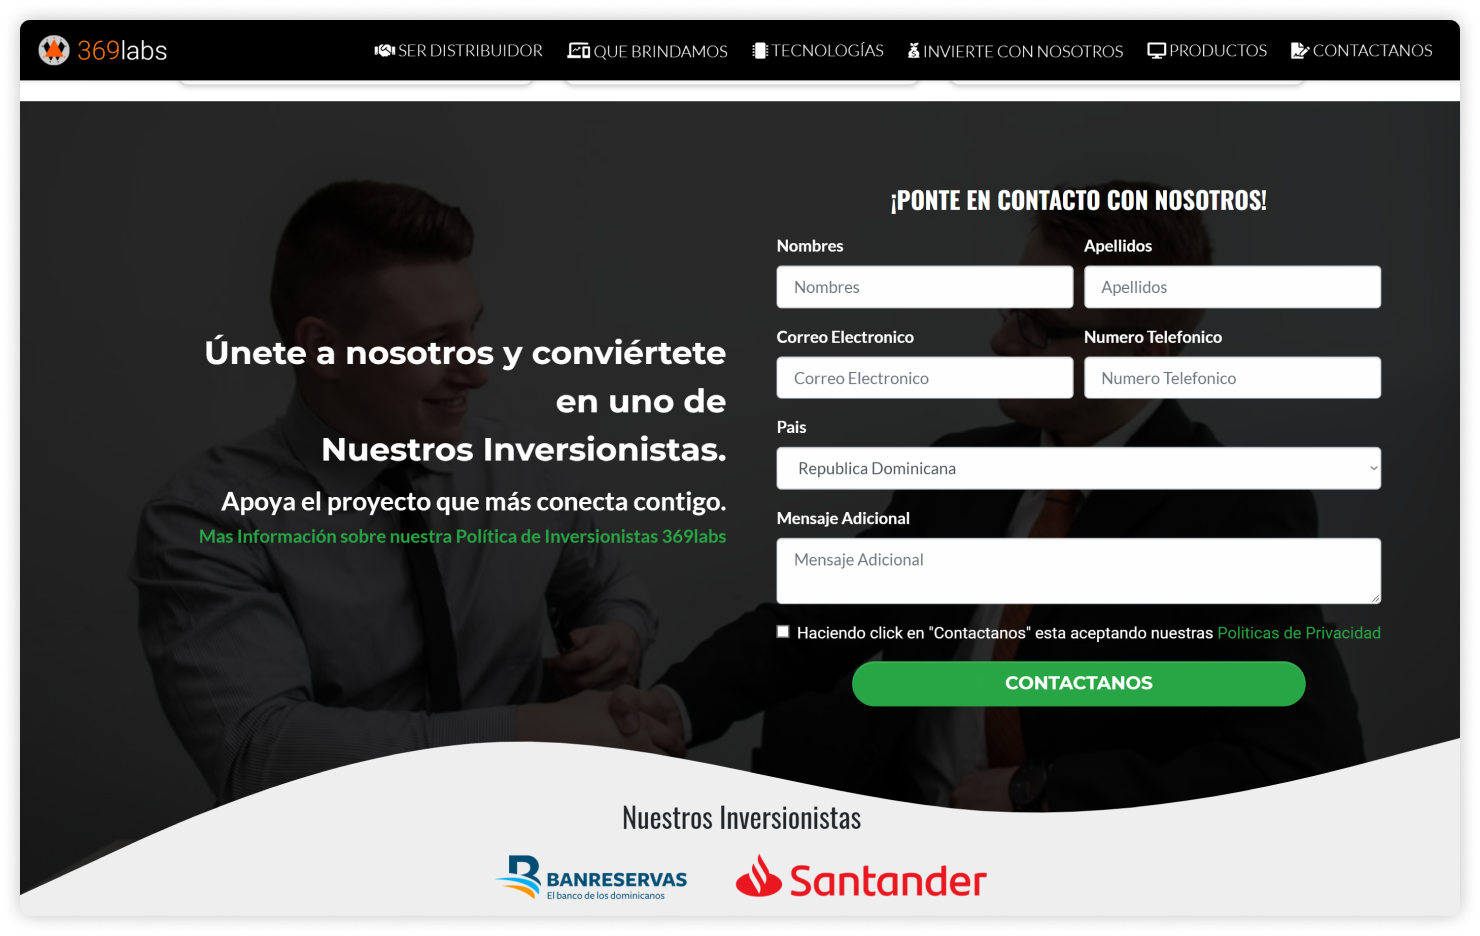 369labs
SER DISTRIBUIDOR QUE BRINDAMOS TECNOLOGÍAS INVIERTE CON NOSOTROS PRODUCTOS CONTACTANOS
Únete a nosotros y conviértete
en uno de
Nuestros Inversionistas.
Apoya el proyecto que más conecta contigo.
Mas Información sobre nuestra Política de Inversionistas 369labs
¡PONTE EN CONTACTO CON NOSOTROS!
Nombres Apellidos
Nombres Apellidos
Correo Electronico Numero Telefonico
Correo Electronico Numero Telefonico
Pais
Republica Dominicana
Mensaje Adicional
Mensaje Adicional
Haciendo click en "Contactanos" esta aceptando nuestras Politicas de Privacidad
CONTACTANOS
Nuestros Inversionistas
BANRESERVAS
El banco de los dominicanos
Santander